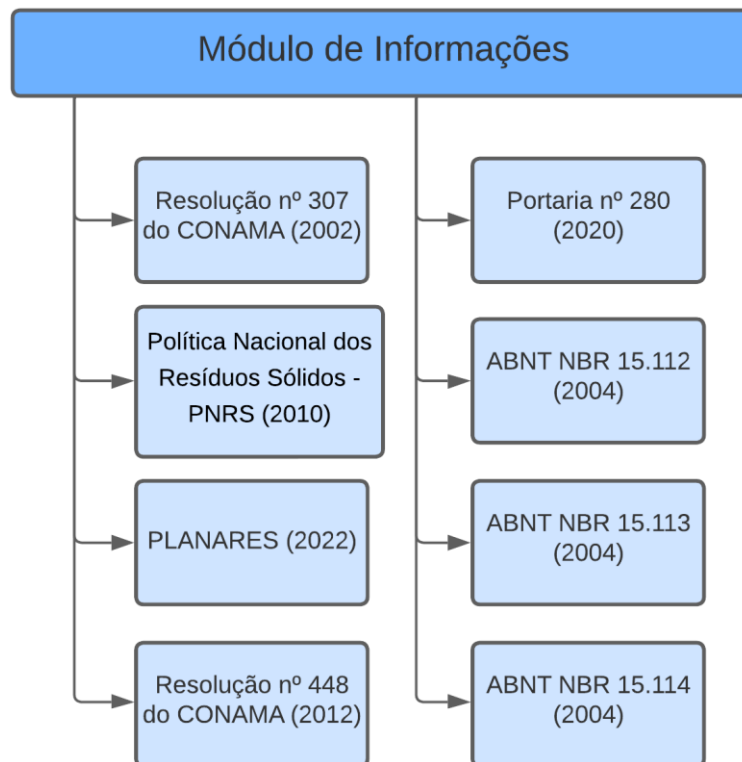 Módulo de Informações
Resolução nº 307
do CONAMA (2002)
Política Nacional dos
Resíduos Sólidos -
PNRS (2010)
PLANARES (2022)
Resolução nº 448
do CONAMA (2012)
Portaria nº 280
(2020)
ABNT NBR 15.112
(2004)
ABNT NBR 15.113
(2004)
ABNT NBR 15.114
(2004)